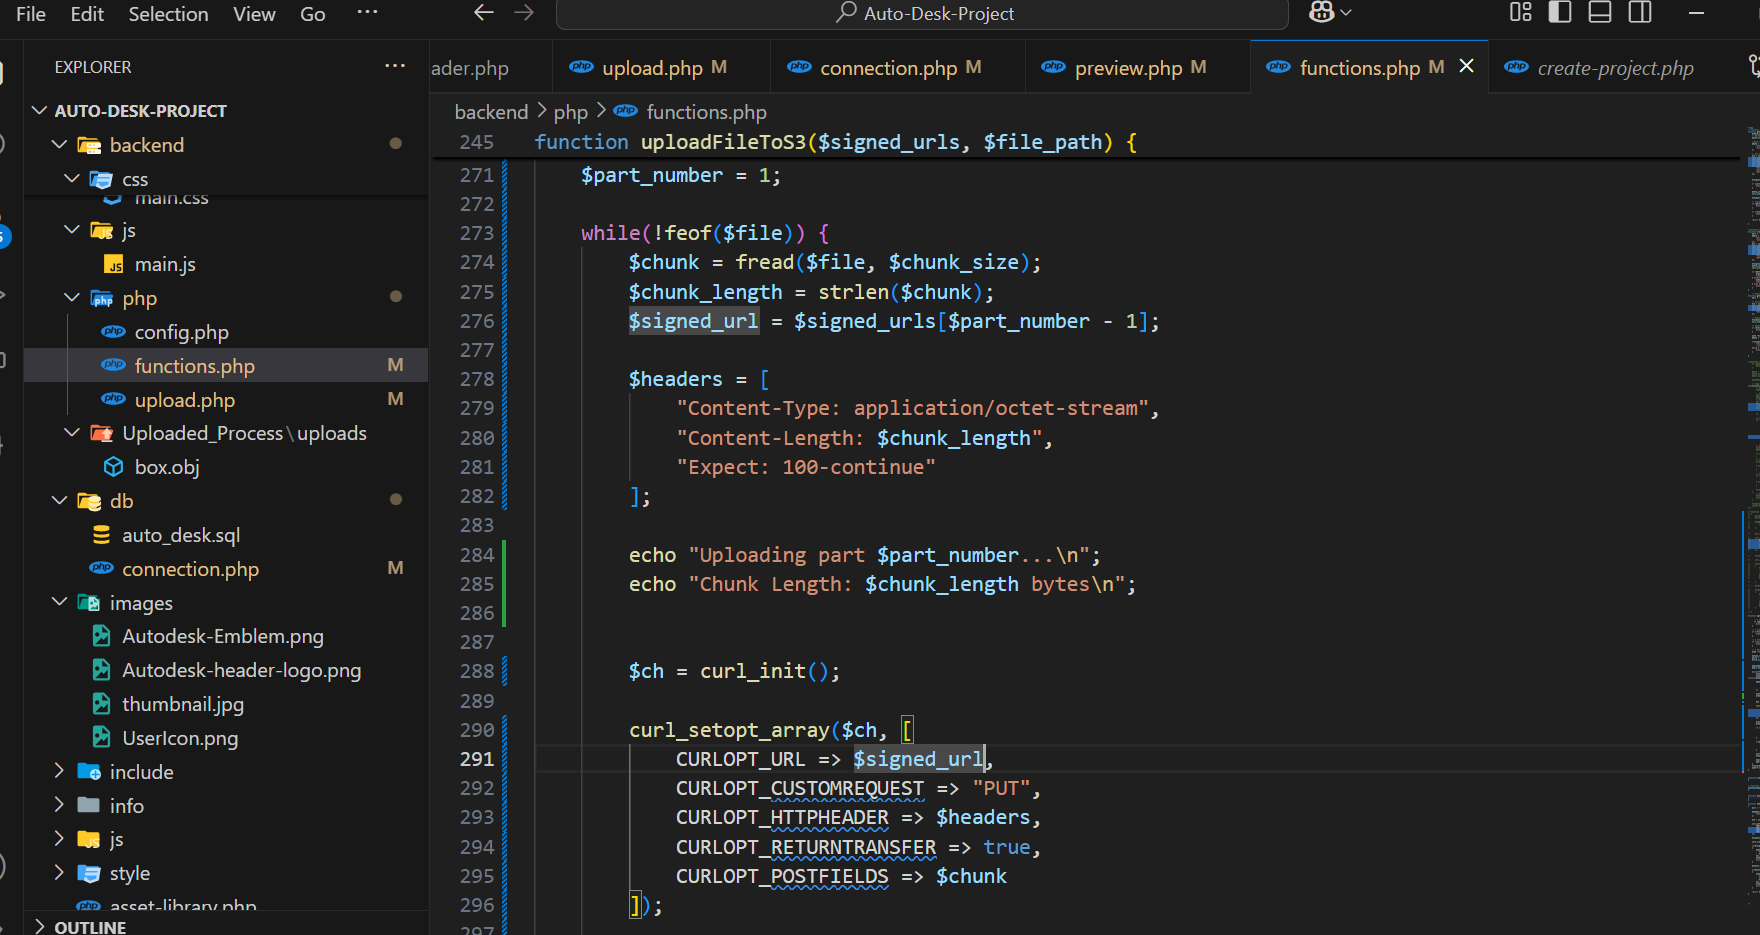 File Edit Selection View Go ···
Auto-Desk-Project
EXPLORER ···
ader.php
upload.php M
connection.php M
preview.php M
functions.php M
create-project.php
AUTO-DESK-PROJECT
backend
css
main.css
js
main.js
php
config.php
functions.php M
upload.php M
Uploaded_Process\uploads
box.obj
db
auto_desk.sql
connection.php M
images
Autodesk-Emblem.png
Autodesk-header-logo.png
thumbnail.jpg
UserIcon.png
include
info
js
style
asset-library.php
OUTLINE
backend > php > functions.php
245 function uploadFileToS3($signed_urls, $file_path) {
271 $part_number = 1;
272
273 while(!feof($file)) {
274 $chunk = fread($file, $chunk_size);
275 $chunk_length = strlen($chunk);
276 $signed_url = $signed_urls[$part_number - 1];
277
278 $headers = [
279 "Content-Type: application/octet-stream",
280 "Content-Length: $chunk_length",
281 "Expect: 100-continue"
282 ];
283
284 echo "Uploading part $part_number...\n";
285 echo "Chunk Length: $chunk_length bytes\n";
286
287
288 $ch = curl_init();
289
290 curl_setopt_array($ch, [
291 CURLOPT_URL => $signed_url,
292 CURLOPT_CUSTOMREQUEST => "PUT",
293 CURLOPT_HTTPHEADER => $headers,
294 CURLOPT_RETURNTRANSFER => true,
295 CURLOPT_POSTFIELDS => $chunk
296 ]);
297